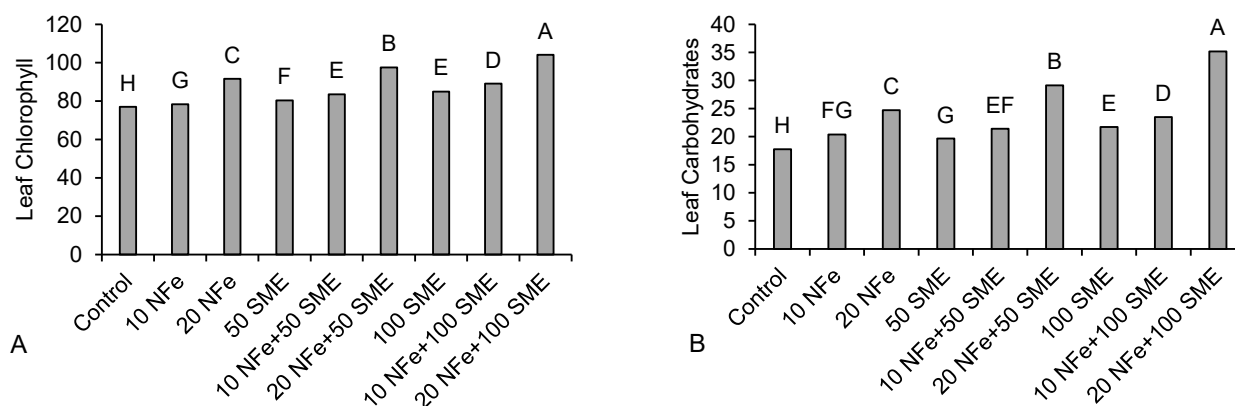 Leaf Chlorophyll
120
100
80
60
40
20
0
H
G
C
F
E
B
E
D
A
Control
10 NFe
20 NFe
50 SME
10 NFe+50 SME
20 NFe+50 SME
100 SME
10 NFe+100 SME
20 NFe+100 SME
A
Leaf Carbohydrates
40
35
30
25
20
15
10
5
0
H
FG
C
G
EF
B
E
D
A
Control
10 NFe
20 NFe
50 SME
10 NFe+50 SME
20 NFe+50 SME
100 SME
10 NFe+100 SME
20 NFe+100 SME
B